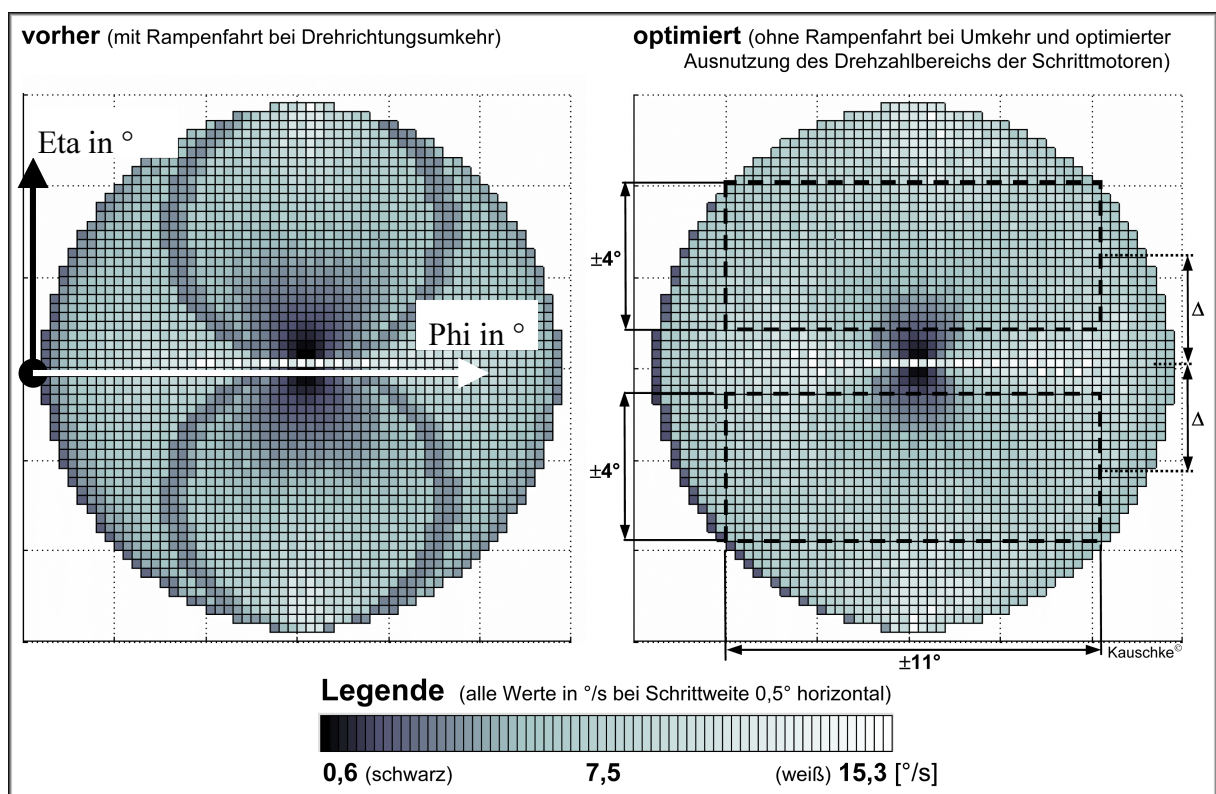 vorher (mit Rampenfahrt bei Drehrichtungsumkehr)
Eta in °
Phi in °
optimiert (ohne Rampenfahrt bei Umkehr und optimierter
Ausnutzung des Drehzahlbereichs der Schrittmotoren)
±4°
±4°
Δ
Δ
±11°
Kauschke©
Legende (alle Werte in °/s bei Schrittweite 0,5° horizontal)
0,6 (schwarz) 7,5 (weiß) 15,3 [°/s]